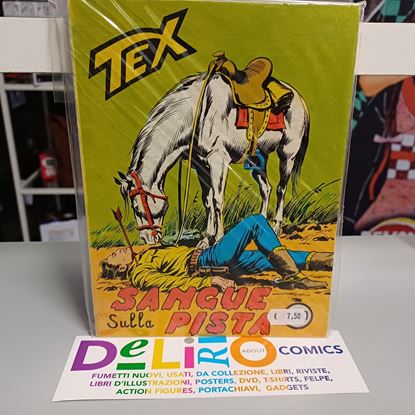 TEX
SANGUE
Sulla PISTA
€ 7,50
DeLiRiO ABOUT COMICS
FUMETTI NUOVI, USATI, DA COLLEZIONE, LIBRI, RIVISTE,
LIBRI D'ILLUSTRAZIONI, POSTERS, DVD, T-SHIRTS, FELPE,
ACTION FIGURES, PORTACHIAVI, GADGETS